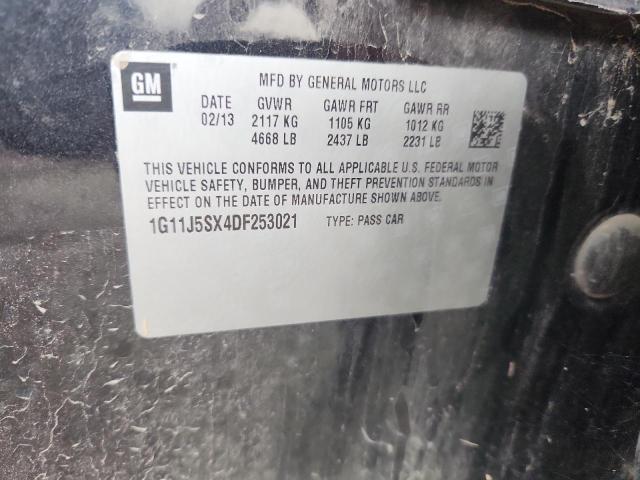 GM
MFD BY GENERAL MOTORS LLC
DATE GVWR GAWR FRT GAWR RR
02/13 2117 KG 1105 KG 1012 KG
4668 LB 2437 LB 2231 LB
THIS VEHICLE CONFORMS TO ALL APPLICABLE U.S. FEDERAL MOTOR
VEHICLE SAFETY, BUMPER, AND THEFT PREVENTION STANDARDS IN
EFFECT ON THE DATE OF MANUFACTURE SHOWN ABOVE.
1G11J5SX4DF253021 TYPE: PASS CAR